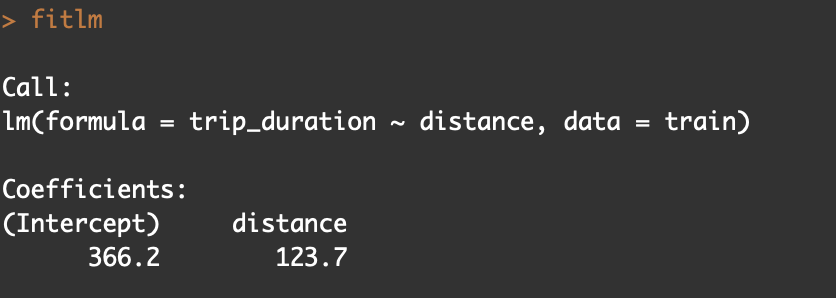 > fitlm
Call:
lm(formula = trip_duration ~ distance, data = train)
Coefficients:
(Intercept) distance
366.2 123.7